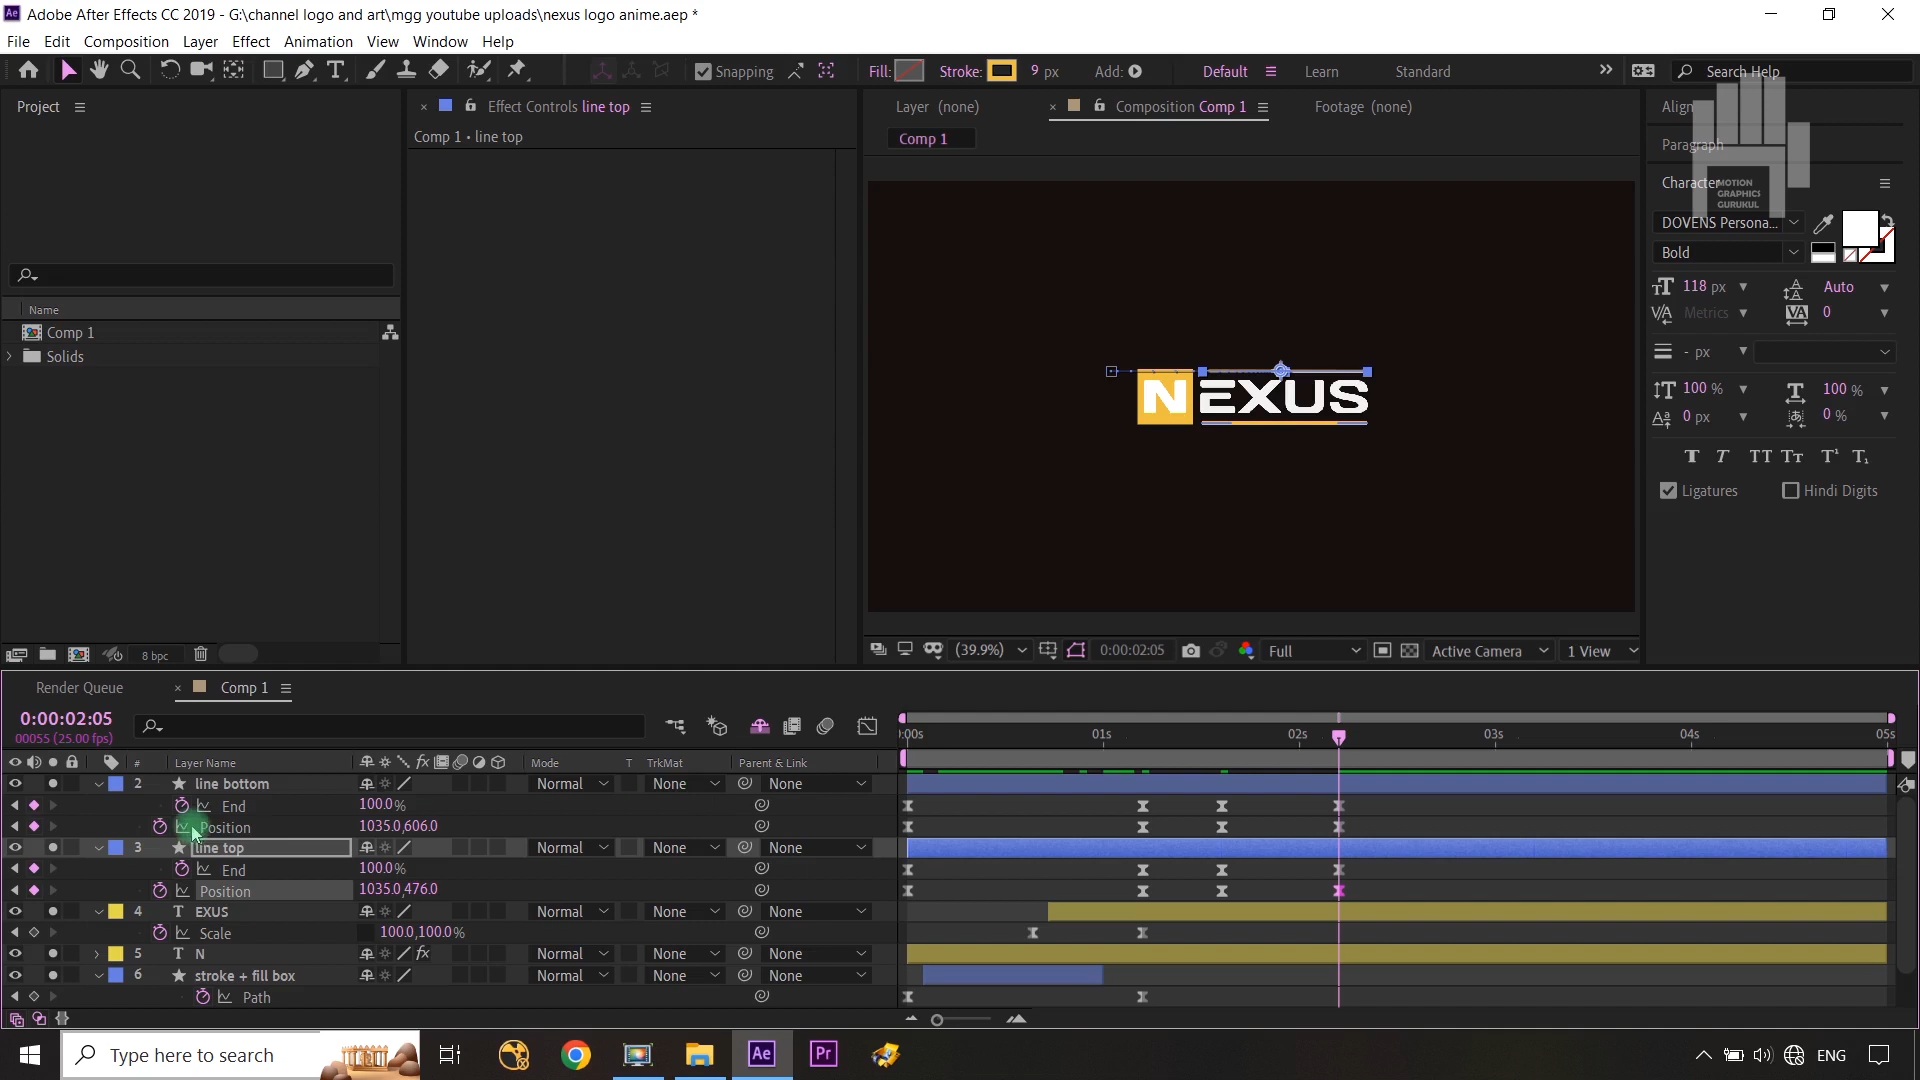 Adobe After Effects CC 2019 - G:\channel logo and art\mgg youtube uploads\nexus logo anime.aep *
File Edit Composition Layer Effect Animation View Window Help
Snapping Fill: Stroke: 9 px Add: Default Learn Standard Search Help
Project Effect Controls line top Layer (none) Composition Comp 1 Footage (none) Align
Comp 1 • line top
Comp 1
Paragraph
Character
MOTION
GRAPHICS
GURUKUL
DOVENS Persona...
Bold
118 px Auto
Metrics 0
- px
100 % 100 %
0 px 0 %
Ligatures Hindi Digits
Name
Comp 1
Solids
NEXUS
8 bpc
(39.9%) 0:00:02:05 Full Active Camera 1 View
Render Queue Comp 1
0:00:02:05
00055 (25.00 fps)
:00s 01s 02s 03s 04s 05s
# Layer Name Mode T TrkMat Parent & Link
2 line bottom Normal None None
End 100.0%
Position 1035.0,606.0
3 line top Normal None None
End 100.0%
Position 1035.0,476.0
4 T EXUS Normal None None
Scale 100.0,100.0%
5 T N Normal None None
6 stroke + fill box Normal None None
Path
Type here to search
Ae Pr
ENG